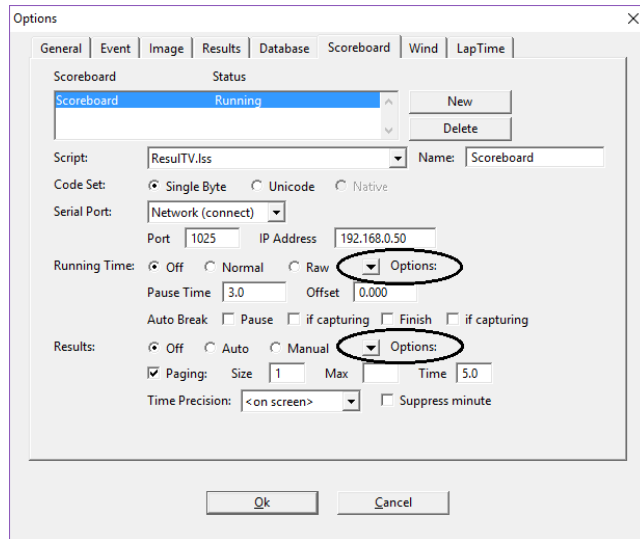 Options
General Event Image Results Database Scoreboard Wind LapTime
Scoreboard Status
Scoreboard Running
New
Delete
Script: ResulTV.lss Name: Scoreboard
Code Set: Single Byte Unicode Native
Serial Port: Network (connect)
Port 1025 IP Address 192.168.0.50
Running Time: Off Normal Raw Options:
Pause Time 3.0 Offset 0.000
Auto Break Pause if capturing Finish if capturing
Results: Off Auto Manual Options:
Paging: Size 1 Max Time 5.0
Time Precision: <on screen> Suppress minute
Ok Cancel